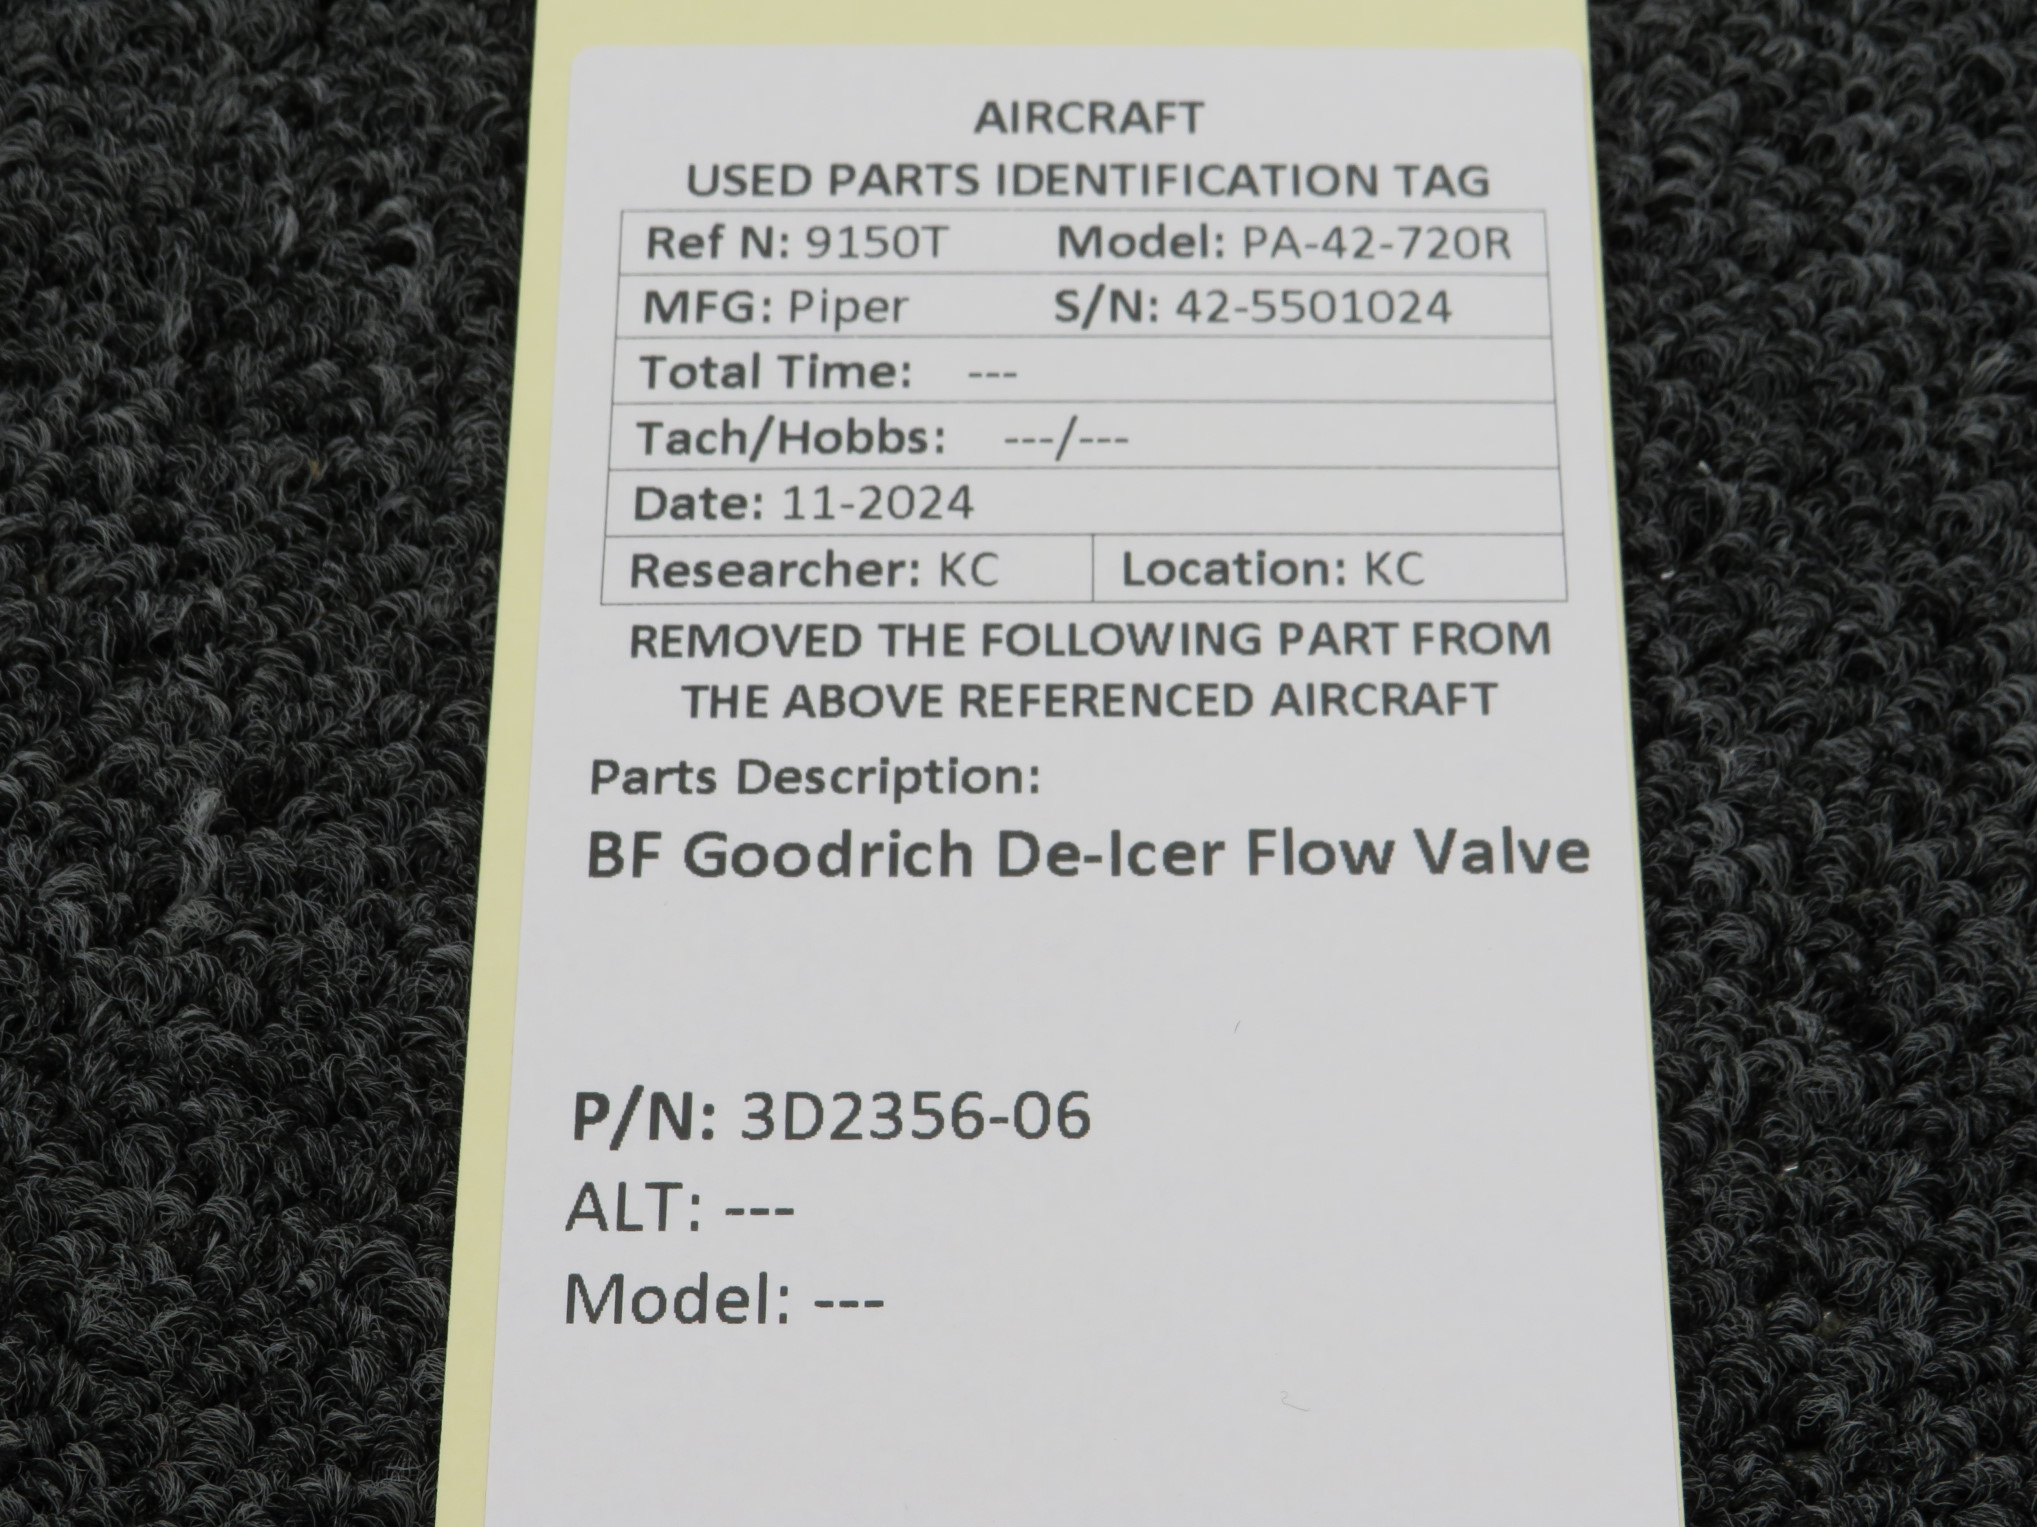 AIRCRAFT
USED PARTS IDENTIFICATION TAG
Ref N: 9150T Model: PA-42-720R
MFG: Piper S/N: 42-5501024
Total Time: ---
Tach/Hobbs: ---/---
Date: 11-2024
Researcher: KC Location: KC
REMOVED THE FOLLOWING PART FROM
THE ABOVE REFERENCED AIRCRAFT
Parts Description:
BF Goodrich De-Icer Flow Valve
P/N: 3D2356-06
ALT: ---
Model: ---